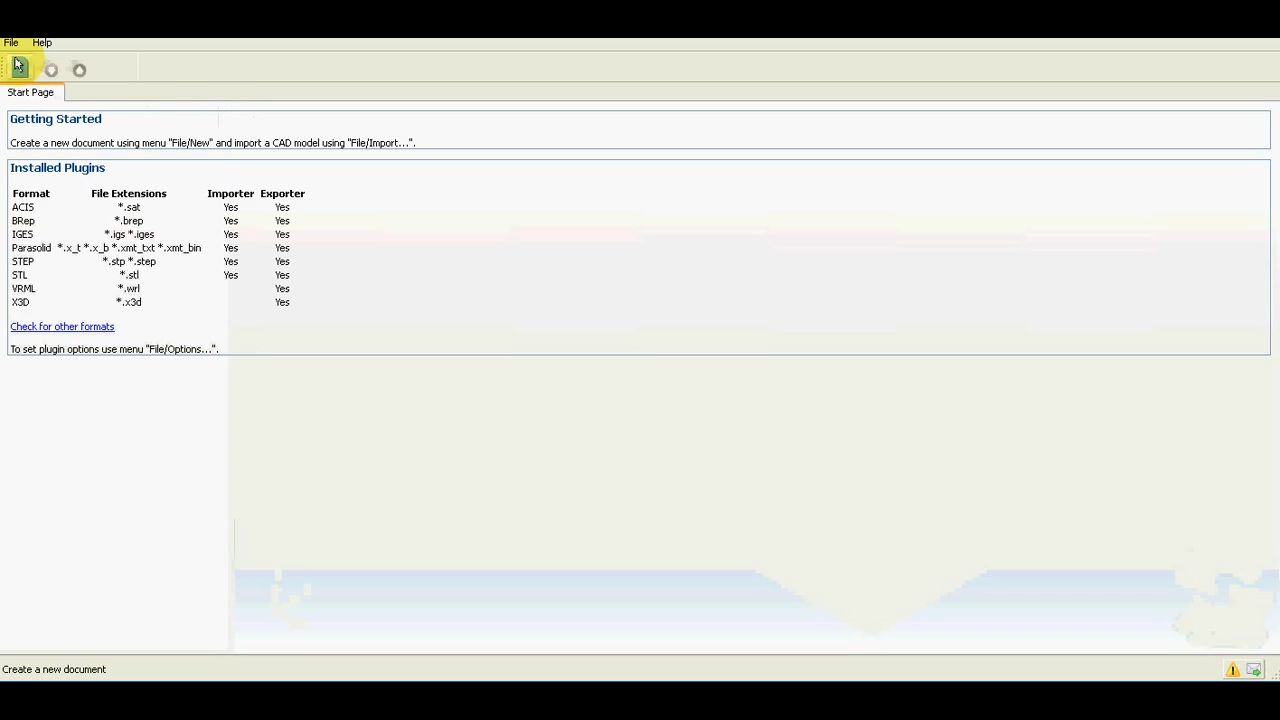 File Help
Start Page
Getting Started
Create a new document using menu "File/New" and import a CAD model using "File/Import...".
Installed Plugins
Format File Extensions Importer Exporter
ACIS *.sat Yes Yes
BRep *.brep Yes Yes
IGES *.igs *.iges Yes Yes
Parasolid *.x_t *.x_b *.xmt_txt *.xmt_bin Yes Yes
STEP *.stp *.step Yes Yes
STL *.stl Yes Yes
VRML *.wrl Yes
X3D *.x3d Yes
Check for other formats
To set plugin options use menu "File/Options...".
Create a new document